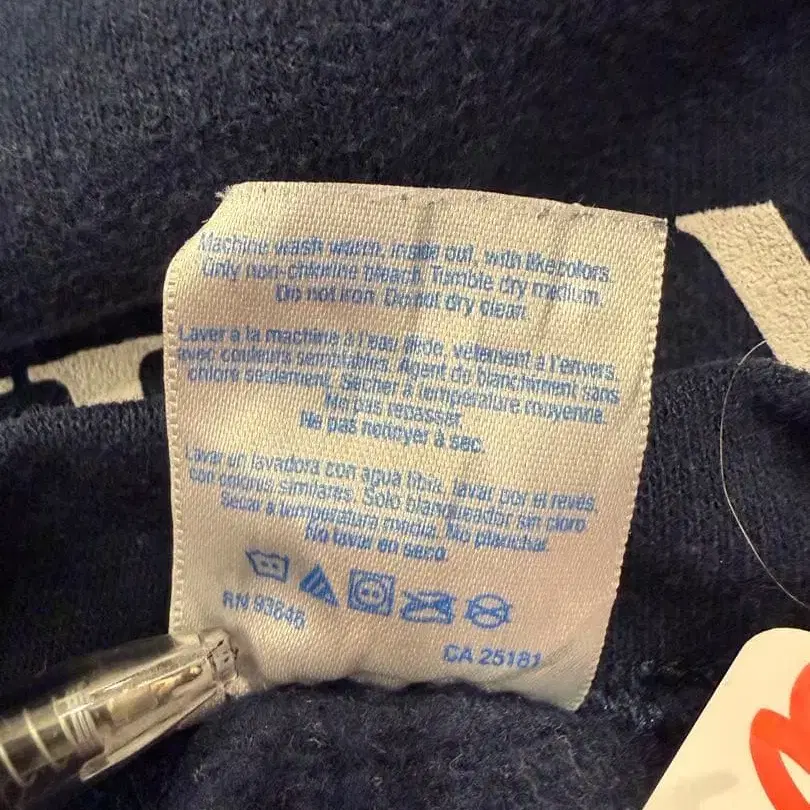 Machine wash warm, inside out, with like colors.
Only non-chlorine bleach. Tumble dry medium.
Do not iron. Do not dry clean.
Laver a la machine à l'eau tiède, vêtement à l'envers
avec couleurs semblables. Agent de blanchiment sans
chlore seulement. Sécher à température moyenne.
Ne pas repasser.
Ne pas nettoyer à sec.
Lavar en lavadora con agua tibia, lavar por el revés,
con colores similares. Solo blanqueador sin cloro
Secar a temperatura media. No planchar.
No lavar en seco.
RN 93846
CA 25181